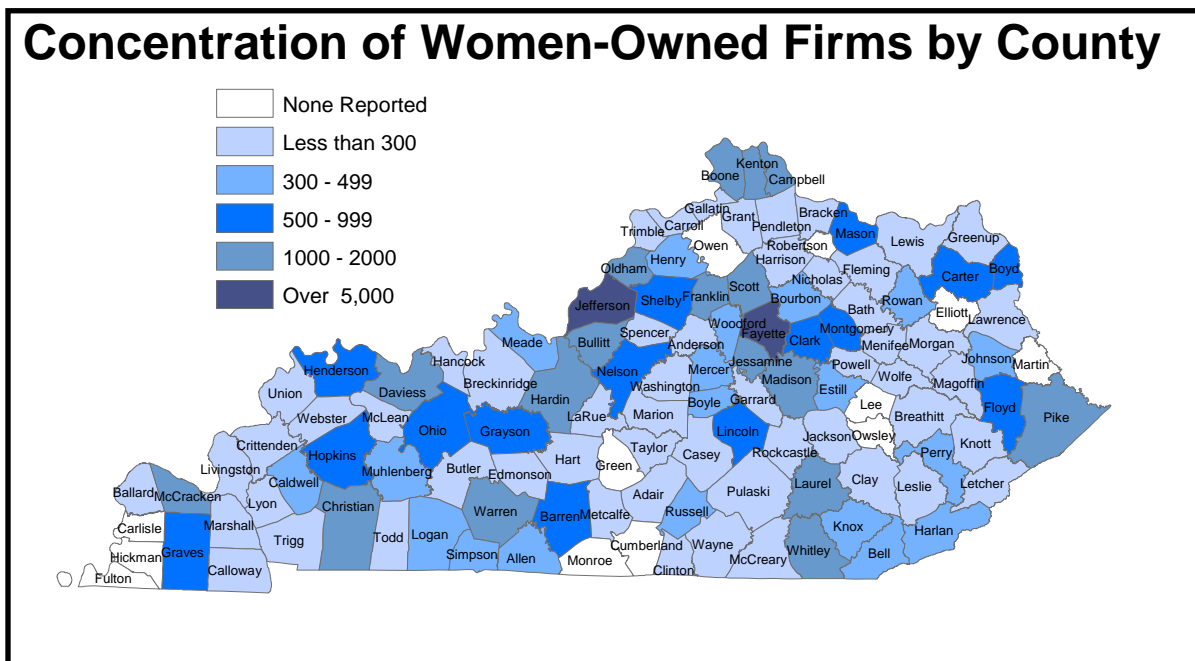 Concentration of Women-Owned Firms by County
None Reported
Less than 300
300 - 499
500 - 999
1000 - 2000
Over 5,000
Kenton
Boone
Campbell
Gallatin
Carroll
Grant
Bracken
Trimble
Pendleton
Mason
Owen
Robertson
Lewis
Greenup
Oldham
Henry
Harrison
Fleming
Carter
Boyd
Nicholas
Jefferson
Shelby
Franklin
Scott
Bourbon
Rowan
Bath
Elliott
Lawrence
Spencer
Woodford
Fayette
Clark
Montgomery
Menifee
Morgan
Meade
Bullitt
Anderson
Johnson
Martin
Hancock
Nelson
Jessamine
Mercer
Powell
Wolfe
Henderson
Breckinridge
Washington
Madison
Magoffin
Union
Daviess
Hardin
Garrard
Estill
Floyd
Pike
Webster
McLean
LaRue
Marion
Boyle
Lee
Breathitt
Ohio
Grayson
Lincoln
Jackson
Owsley
Knott
Crittenden
Hopkins
Hart
Taylor
Casey
Rockcastle
Perry
Livingston
Caldwell
Muhlenberg
Butler
Edmonson
Green
Laurel
Clay
Leslie
Letcher
Ballard
McCracken
Lyon
Christian
Warren
Adair
Pulaski
Carlisle
Marshall
Barren
Metcalfe
Russell
Knox
Harlan
Hickman
Graves
Trigg
Todd
Logan
Simpson
Allen
Monroe
Cumberland
Wayne
Whitley
Bell
Fulton
Calloway
Clinton
McCreary